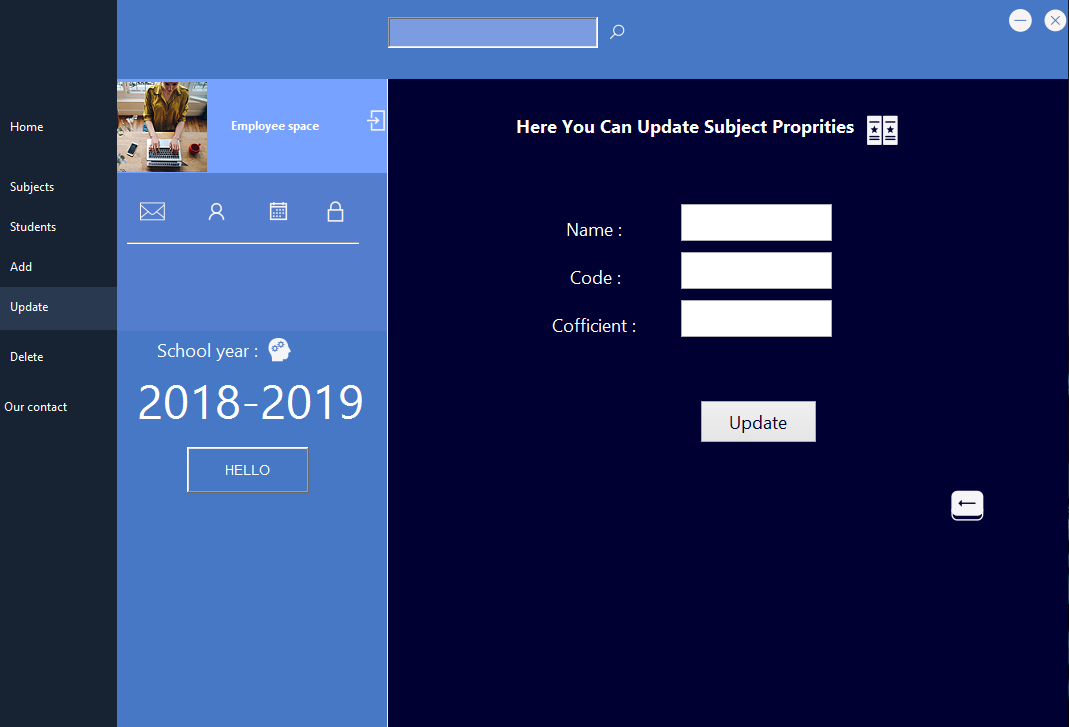 Home
Subjects
Students
Add
Update
Delete
Our contact
Employee space
School year :
2018-2019
HELLO
Here You Can Update Subject Proprities
Name :
Code :
Cofficient :
Update